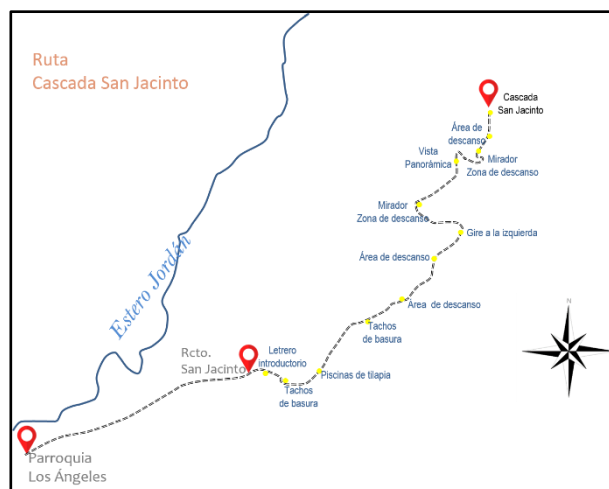 Ruta
Cascada San Jacinto
Cascada
San Jacinto
Área de
descanso
Mirador
Zona de descanso
Vista
Panorámica
Mirador
Zona de descanso
Gire a la izquierda
Área de descanso
Área de descanso
Tachos
de basura
Estero Jordán
Rcto.
San Jacinto
Letrero
introductorio
Piscinas de tilapia
Tachos
de basura
Parroquia
Los Ángeles
N